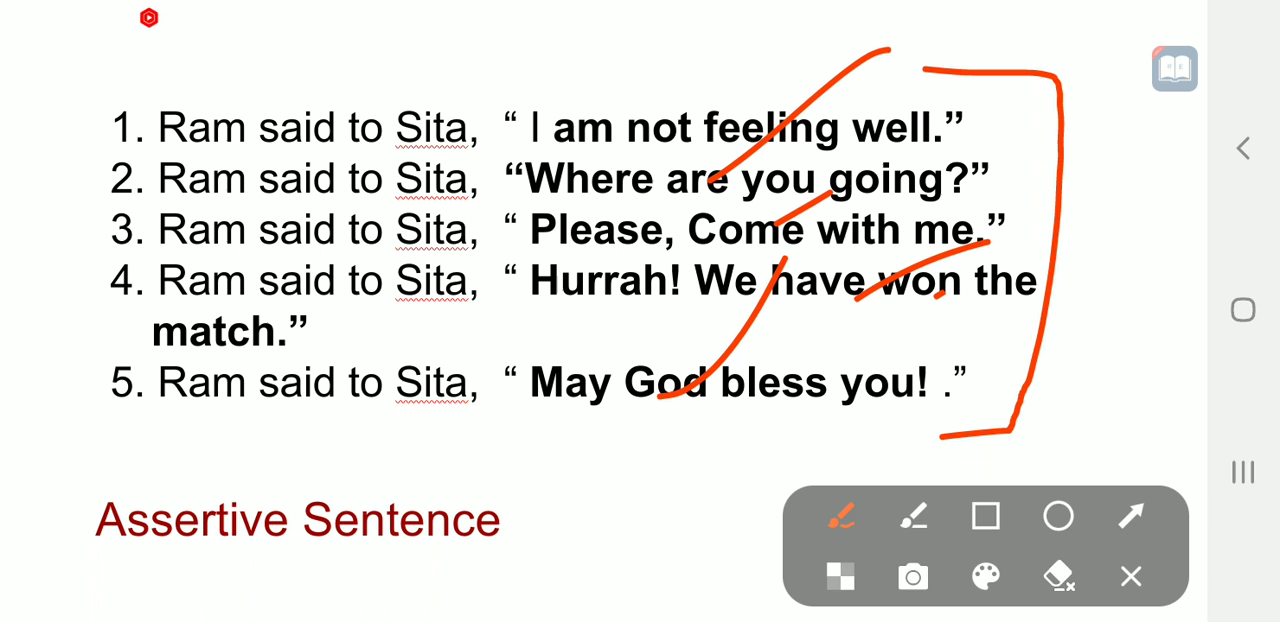 1. Ram said to Sita, “ I am not feeling well.”
2. Ram said to Sita, “Where are you going?”
3. Ram said to Sita, “ Please, Come with me.”
4. Ram said to Sita, “ Hurrah! We have won the
match.”
5. Ram said to Sita, “ May God bless you! .”
Assertive Sentence